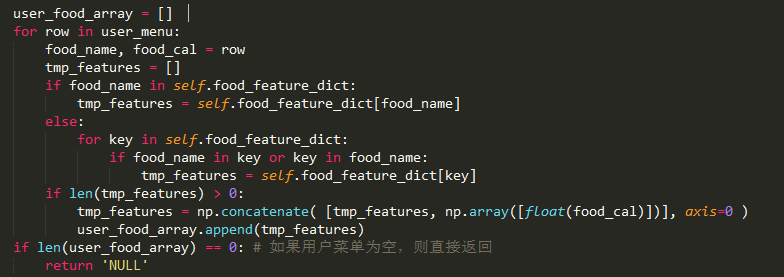 user_food_array = []
for row in user_menu:
    food_name, food_cal = row
    tmp_features = []
    if food_name in self.food_feature_dict:
        tmp_features = self.food_feature_dict[food_name]
    else:
        for key in self.food_feature_dict:
            if food_name in key or key in food_name:
                tmp_features = self.food_feature_dict[key]
    if len(tmp_features) > 0:
        tmp_features = np.concatenate( [tmp_features, np.array([float(food_cal)])], axis=0 )
        user_food_array.append(tmp_features)
if len(user_food_array) == 0: # 如果用户菜单为空，则直接返回
    return 'NULL'